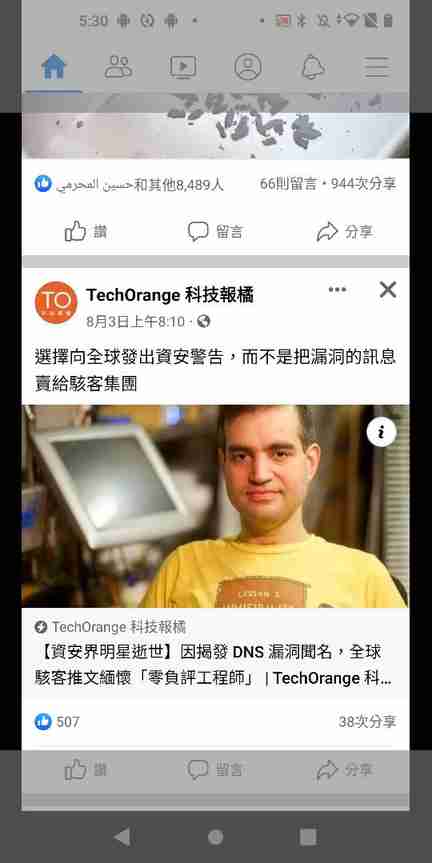 5:30
حسين المحرمي和其他8,489人
66則留言・944次分享
讚
留言
分享
TO
TechOrange 科技報橘
8月3日上午8:10
選擇向全球發出資安警告，而不是把漏洞的訊息
賣給駭客集團
LESSON 1
TechOrange 科技報橘
【資安界明星逝世】因揭發 DNS 漏洞聞名，全球
駭客推文緬懷「零負評工程師」 | TechOrange 科...
507
38次分享
讚
留言
分享